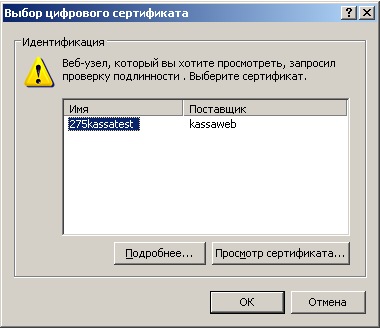 Выбор цифрового сертификата
Идентификация
Веб-узел, который вы хотите просмотреть, запросил
проверку подлинности . Выберите сертификат.
Имя Поставщик
275kassatest kassaweb
Подробнее... Просмотр сертификата...
OK Отмена